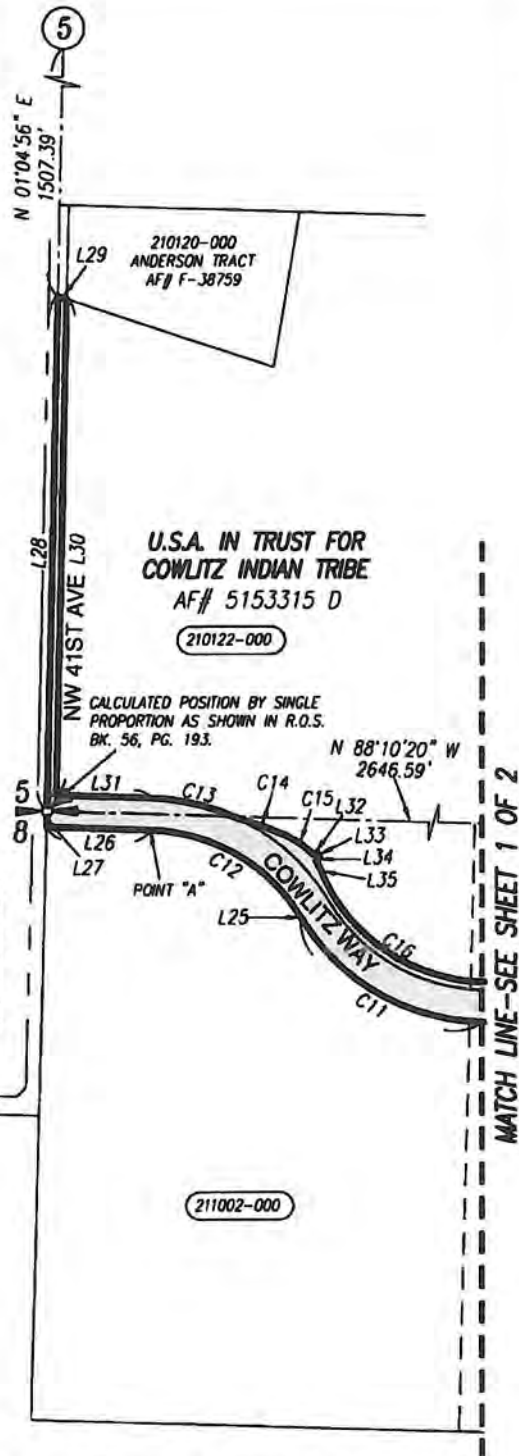 5
N 01°04'56" E
1507.39'
L29
210120-000
ANDERSON TRACT
AF# F-38759
L28
NW 41ST AVE L30
U.S.A. IN TRUST FOR
COWLITZ INDIAN TRIBE
AF# 5153315 D
210122-000
CALCULATED POSITION BY SINGLE
PROPORTION AS SHOWN IN R.O.S.
BK. 56, PG. 193.
N 88°10'20" W
2646.59'
5
8
L31
C13
C14
C15
L32
L33
L34
L35
L26
L27
POINT "A"
C12
L25
COWLITZ WAY
C16
C11
MATCH LINE-SEE SHEET 1 OF 2
211002-000